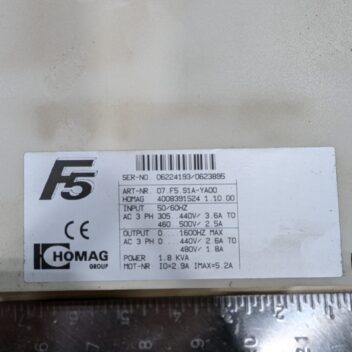 F5
SER-NO. 06224193/0623895
ART-NR. 07.F5.S1A-YA00
HOMAG 4008391524 1.10 00
INPUT 50/60HZ
AC 3 PH 305..440V/ 3.6A TO
460..500V/ 2.5A
OUTPUT 0...1600HZ MAX
AC 3 PH 0...440V/ 2.6A TO
480V/ 1.8A
POWER 1.8 KVA
MOT-NR IO=2.9A IMAX=5.2A
CE
HOMAG
GROUP